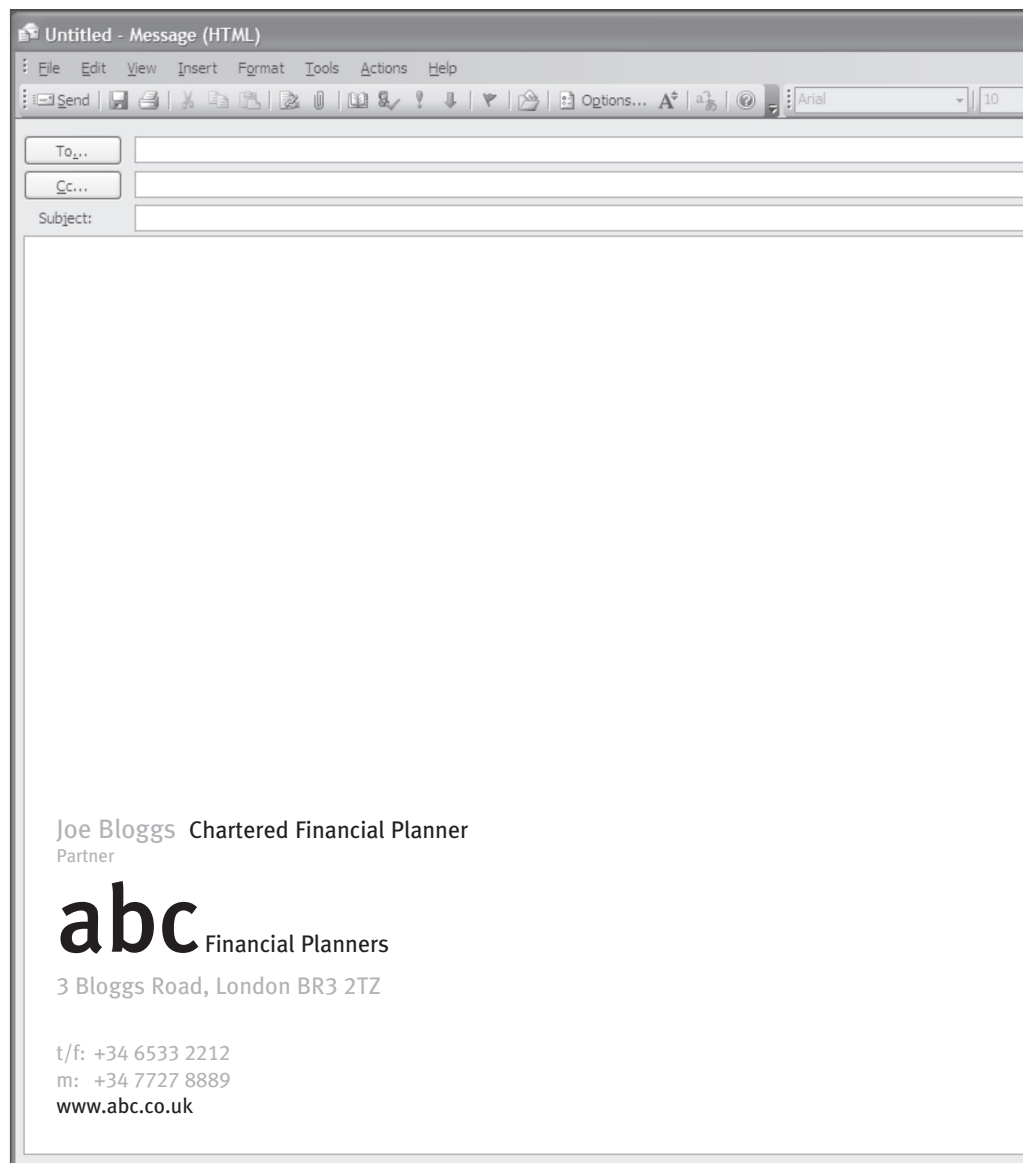 Untitled - Message (HTML)
File Edit View Insert Format Tools Actions Help
Send Options... Arial 10
To...
Cc...
Subject:
Joe Bloggs Chartered Financial Planner
Partner
abc Financial Planners
3 Bloggs Road, London BR3 2TZ
t/f: +34 6533 2212
m: +34 7727 8889
www.abc.co.uk